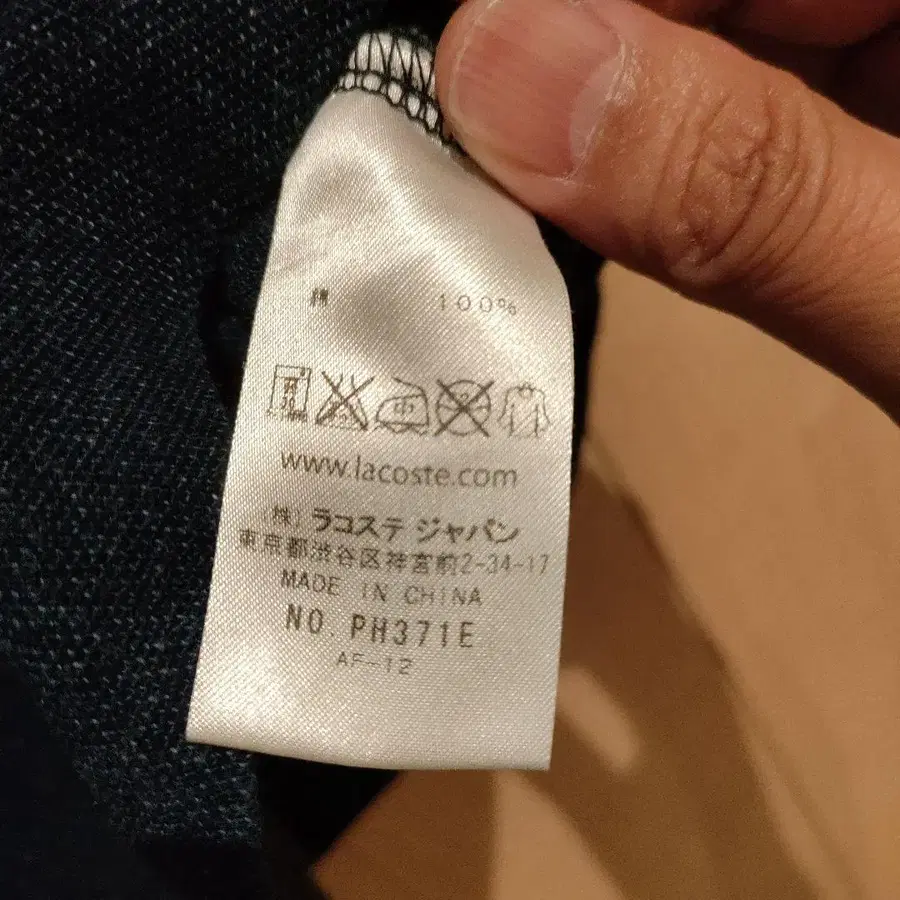 綿 100%
中
www.lacoste.com
(株) ラコステ ジャパン
東京都渋谷区神宮前2-34-17
MADE IN CHINA
NO. PH371E
AF-12